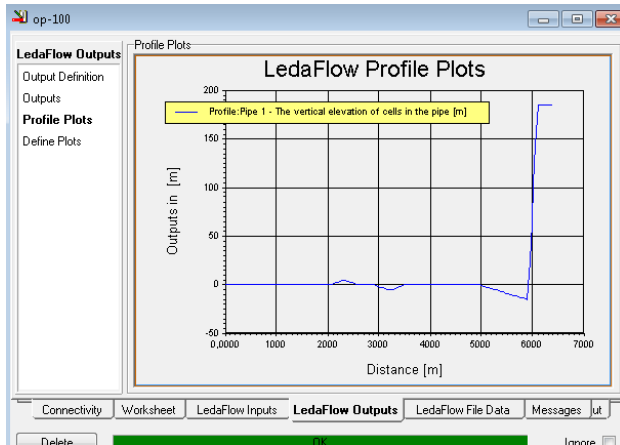 op-100
LedaFlow Outputs
Output Definition
Outputs
Profile Plots
Define Plots
Profile Plots
LedaFlow Profile Plots
Profile:Pipe 1 - The vertical elevation of cells in the pipe [m]
Outputs in [m]
200
150
100
50
0
-50
0,0000 1000 2000 3000 4000 5000 6000 7000
Distance [m]
Connectivity Worksheet LedaFlow Inputs LedaFlow Outputs LedaFlow File Data Messages ut
Delete OK Ignore